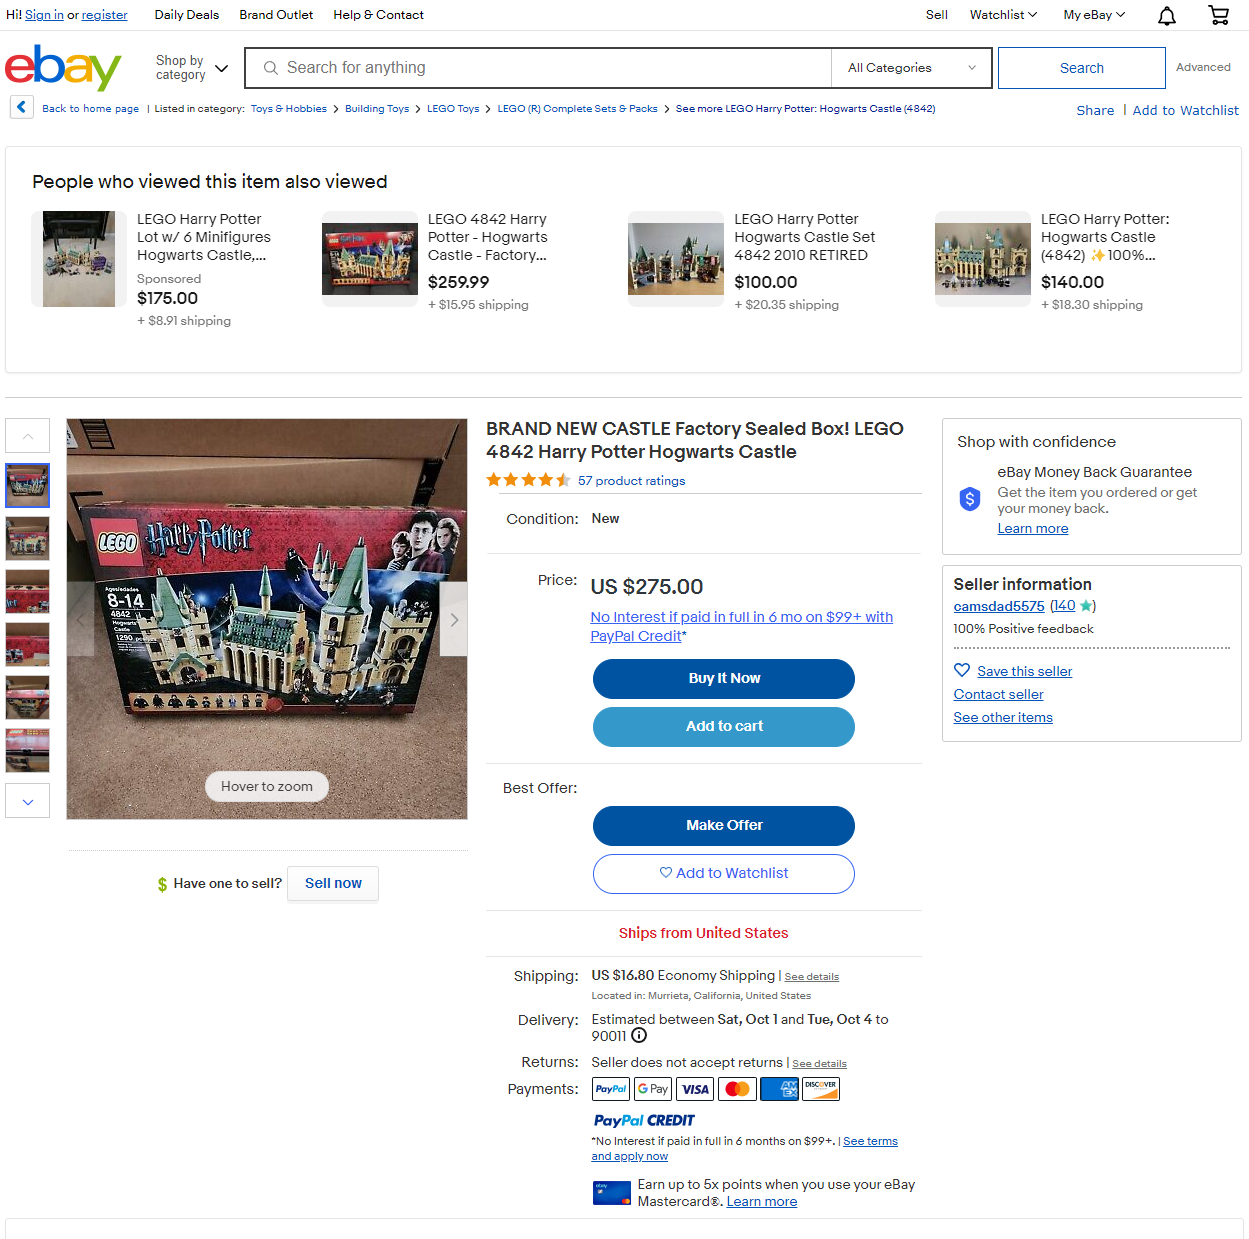 Hi! Sign in or register
Daily Deals
Brand Outlet
Help & Contact
Sell
Watchlist
My eBay
ebay
Shop by
category
Search for anything
All Categories
Search
Advanced
Back to home page | Listed in category: Toys & Hobbies > Building Toys > LEGO Toys > LEGO (R) Complete Sets & Packs > See more LEGO Harry Potter: Hogwarts Castle (4842)
Share | Add to Watchlist
People who viewed this item also viewed
LEGO Harry Potter
Lot w/ 6 Minifigures
Hogwarts Castle,...
Sponsored
$175.00
+ $8.91 shipping
LEGO 4842 Harry
Potter - Hogwarts
Castle - Factory...
$259.99
+ $15.95 shipping
LEGO Harry Potter
Hogwarts Castle Set
4842 2010 RETIRED
$100.00
+ $20.35 shipping
LEGO Harry Potter:
Hogwarts Castle
(4842) ✨100%...
$140.00
+ $18.30 shipping
LEGO Harry Potter
Ages/edades
8-14
4842
Hogwarts
Castle
1290
Hover to zoom
$ Have one to sell? Sell now
BRAND NEW CASTLE Factory Sealed Box! LEGO
4842 Harry Potter Hogwarts Castle
57 product ratings
Condition: New
Price: US $275.00
No Interest if paid in full in 6 mo on $99+ with
PayPal Credit*
Buy It Now
Add to cart
Best Offer:
Make Offer
Add to Watchlist
Ships from United States
Shipping: US $16.80 Economy Shipping | See details
Located in: Murrieta, California, United States
Delivery: Estimated between Sat, Oct 1 and Tue, Oct 4 to
90011
Returns: Seller does not accept returns | See details
Payments: PayPal G Pay VISA AMEX DISCOVER
PayPal CREDIT
*No Interest if paid in full in 6 months on $99+. | See terms
and apply now
ebay
Earn up to 5x points when you use your eBay
Mastercard®. Learn more
Shop with confidence
eBay Money Back Guarantee
Get the item you ordered or get
your money back.
Learn more
Seller information
camsdad5575 (140)
100% Positive feedback
Save this seller
Contact seller
See other items